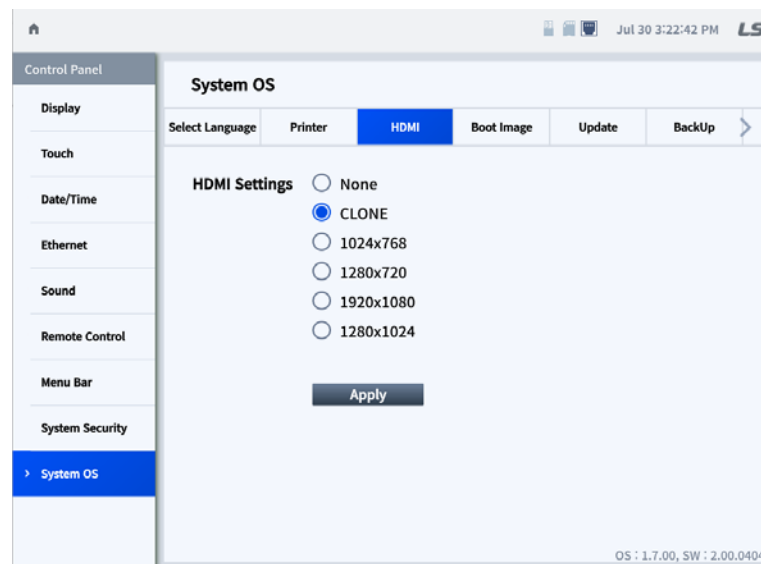 Jul 30 3:22:42 PM LS
Control Panel
Display
Touch
Date/Time
Ethernet
Sound
Remote Control
Menu Bar
System Security
> System OS
System OS
Select Language Printer HDMI Boot Image Update BackUp >
HDMI Settings
None
CLONE
1024x768
1280x720
1920x1080
1280x1024
Apply
OS : 1.7.00, SW : 2.00.0404